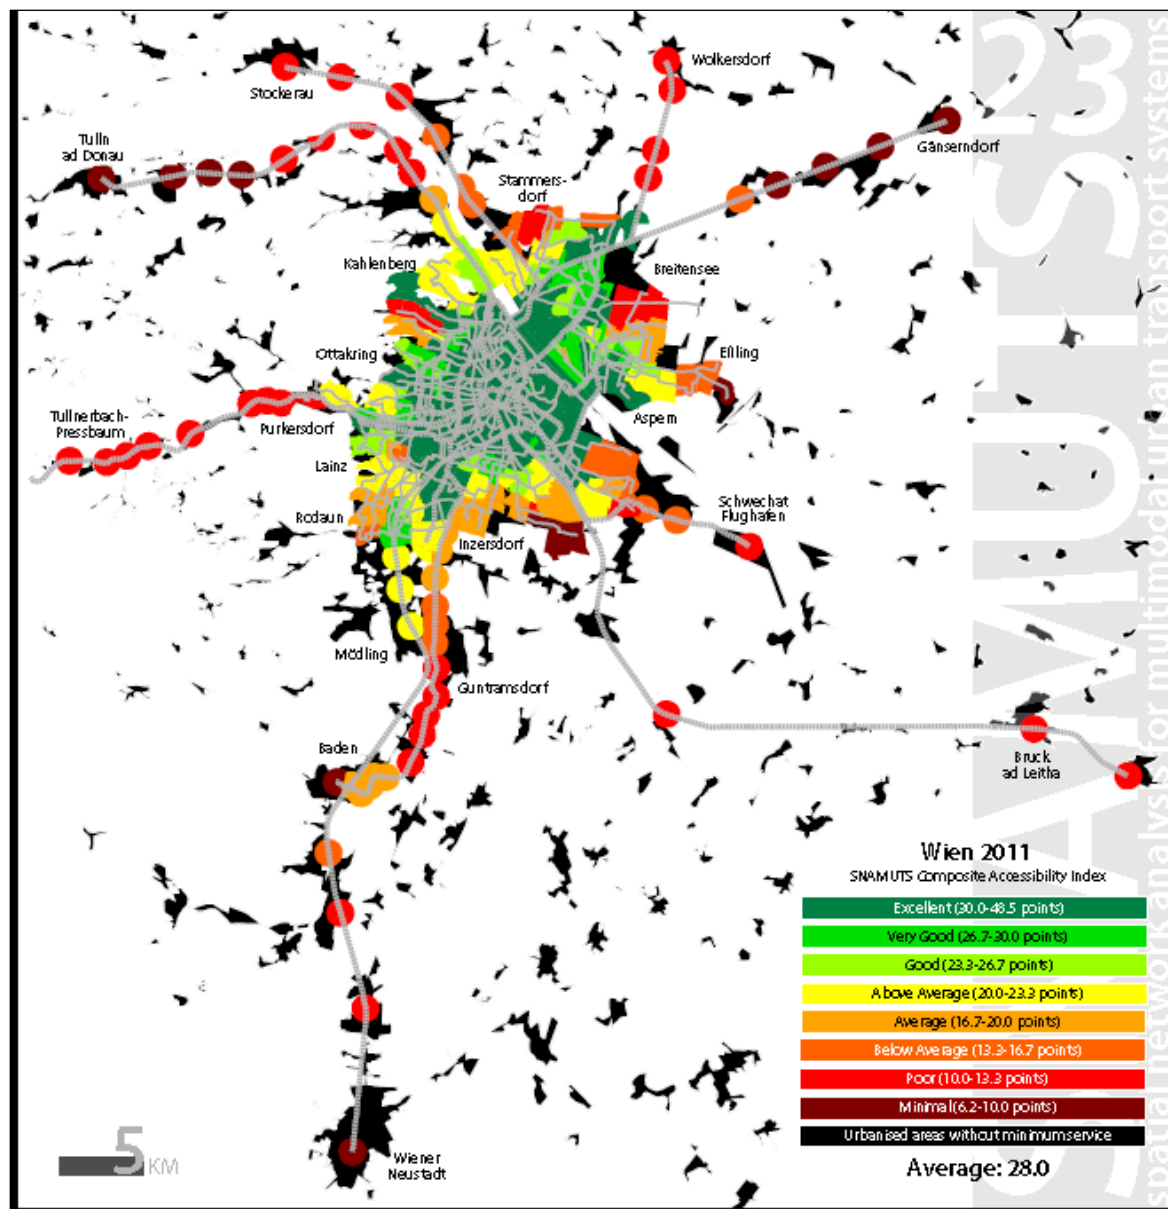 Wolkersdorf
Stockerau
Tulln
ad Donau
Gänserndorf
Stammers-
dorf
Kahlenberg
Breitensee
Ottakring
Eßling
Tullnerbach-
Pressbaum
Purkersdorf
Aspern
Lainz
Rodaun
Schwechat
Flughafen
Inzersdorf
Mödling
Guntramsdorf
Baden
Bruck
ad Leitha
Wiener
Neustadt
5 KM
Wien 2011
SNAMUTS Composite Accessibility Index
Excellent (30.0-48.5 points)
Very Good (26.7-30.0 points)
Good (23.3-26.7 points)
Above Average (20.0-23.3 points)
Average (16.7-20.0 points)
Below Average (13.3-16.7 points)
Poor (10.0-13.3 points)
Minimal (6.2-10.0 points)
Urbanised areas without minimum service
Average: 28.0
SNAMUTS 23
spatial network analysis for multimodal urban transport systems